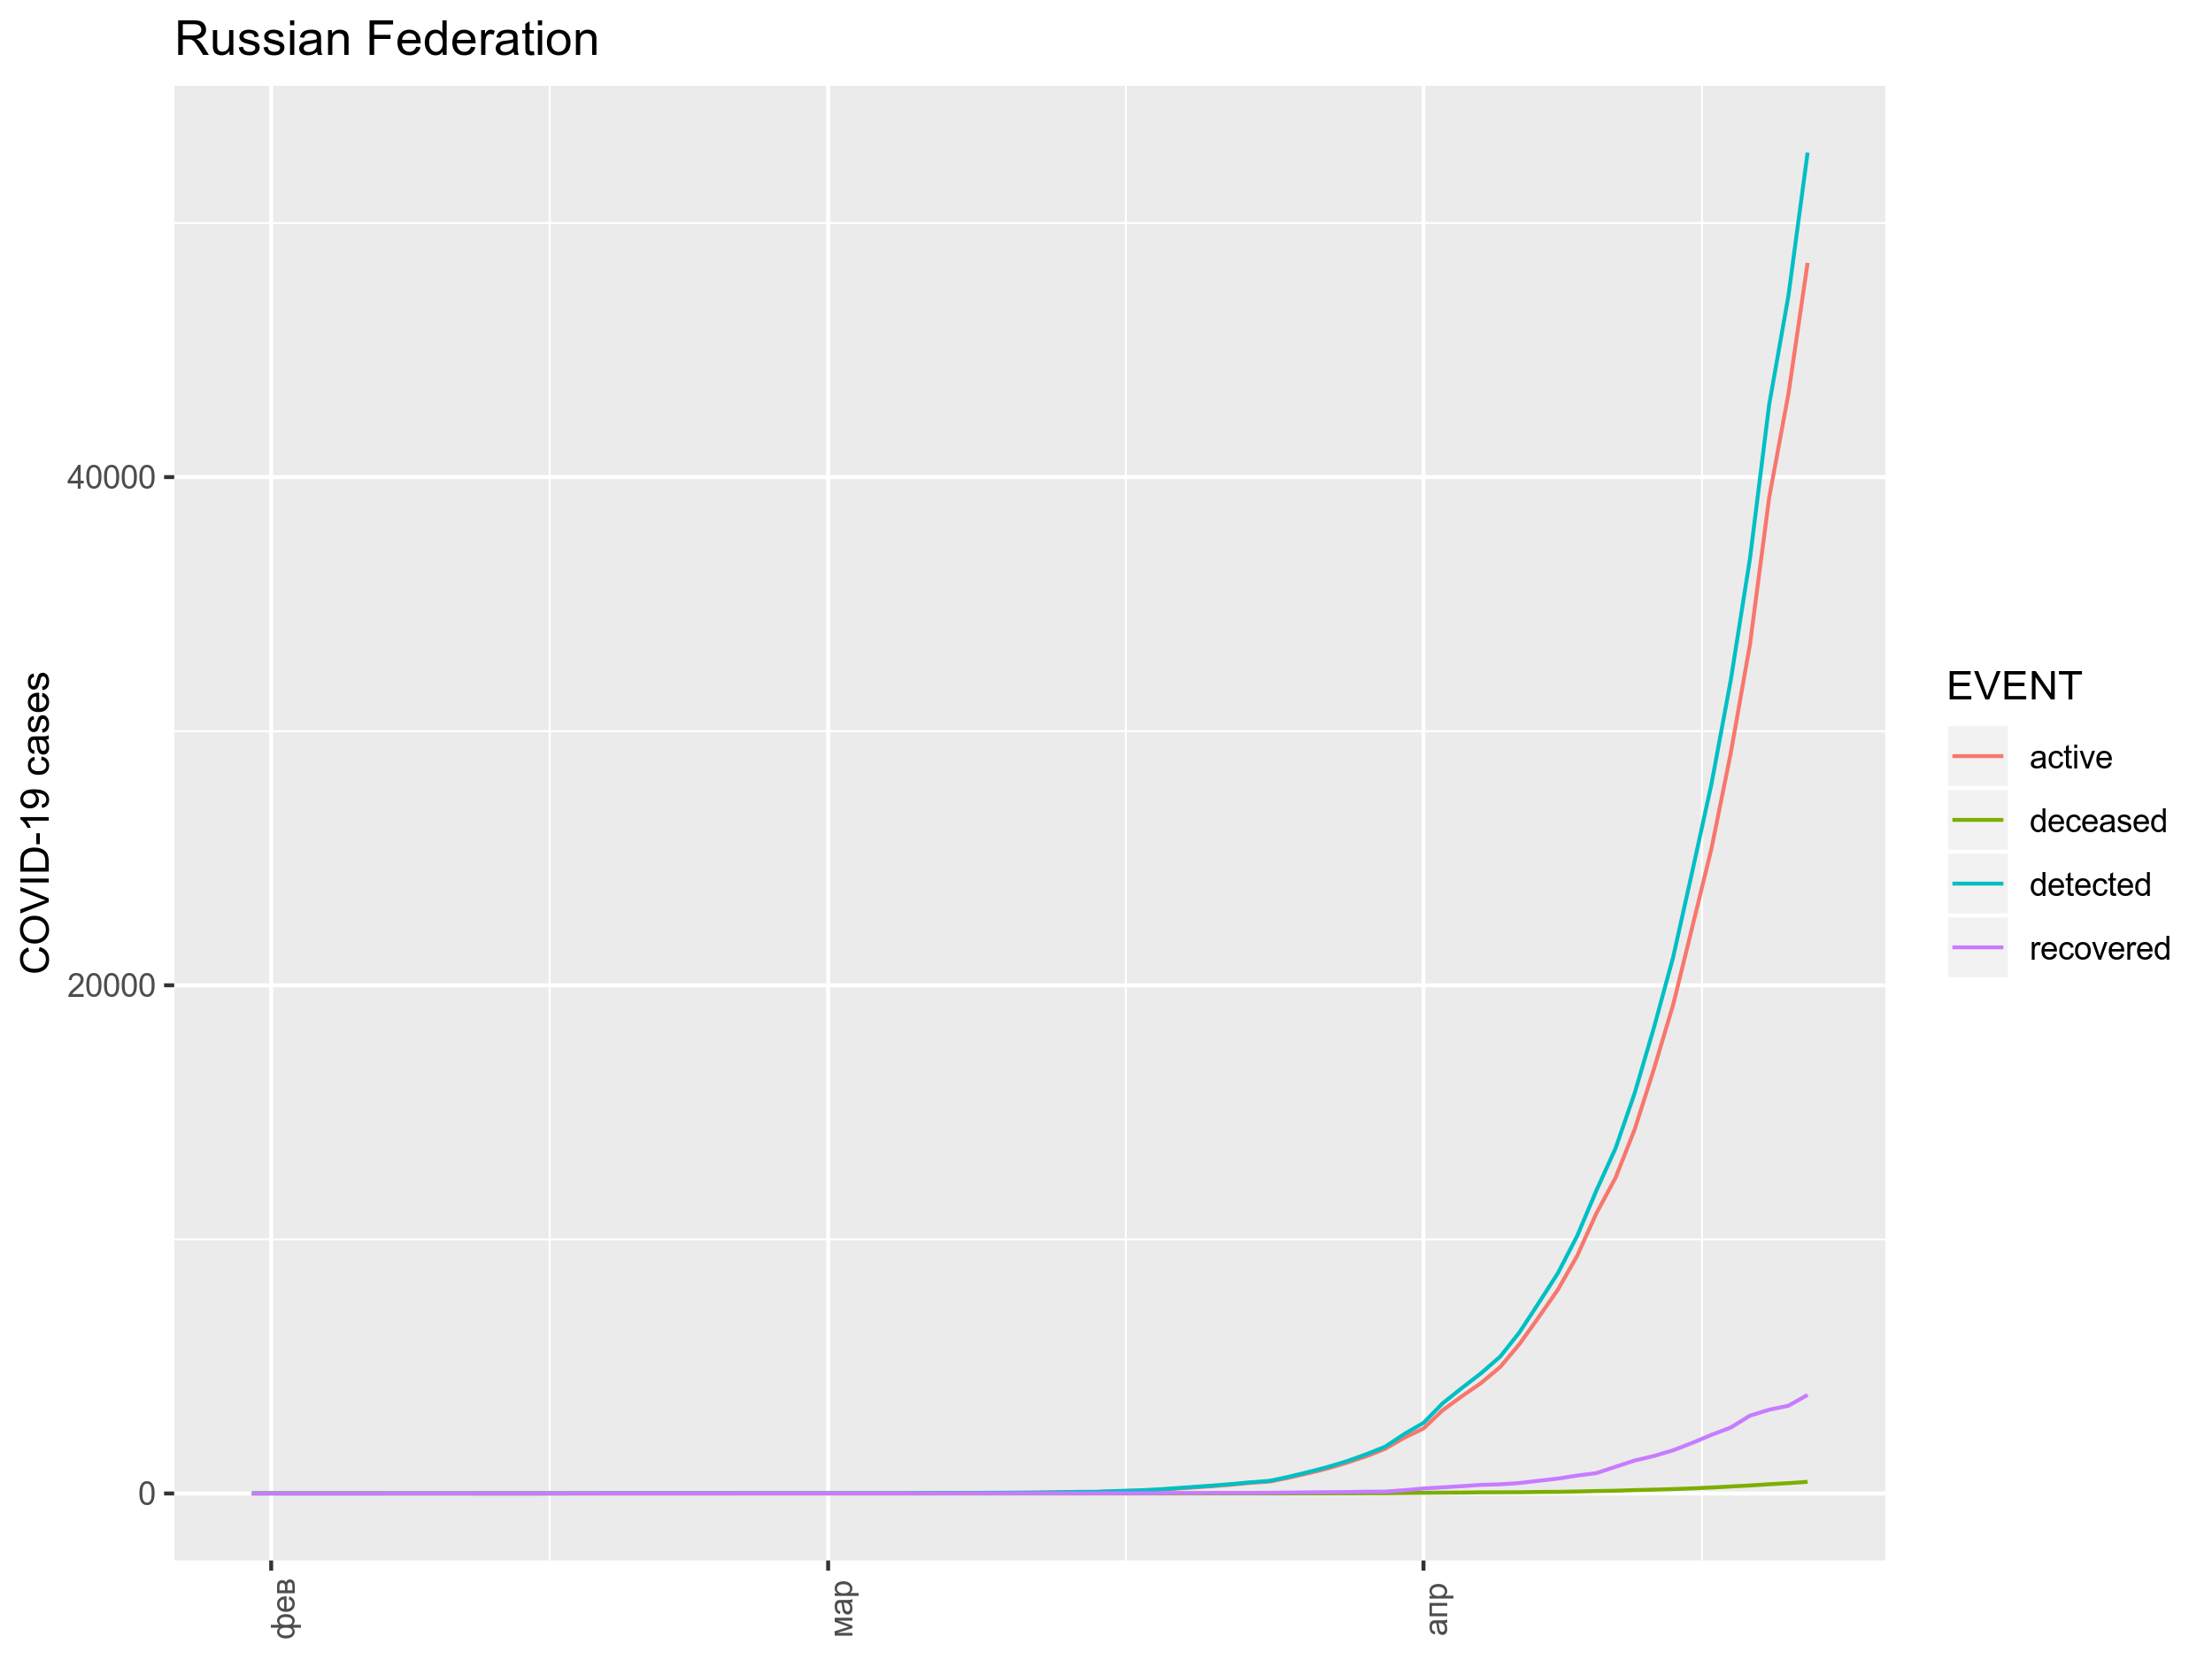 Russian Federation
COVID-19 cases
40000
20000
0
фев
мар
апр
EVENT
active
deceased
detected
recovered